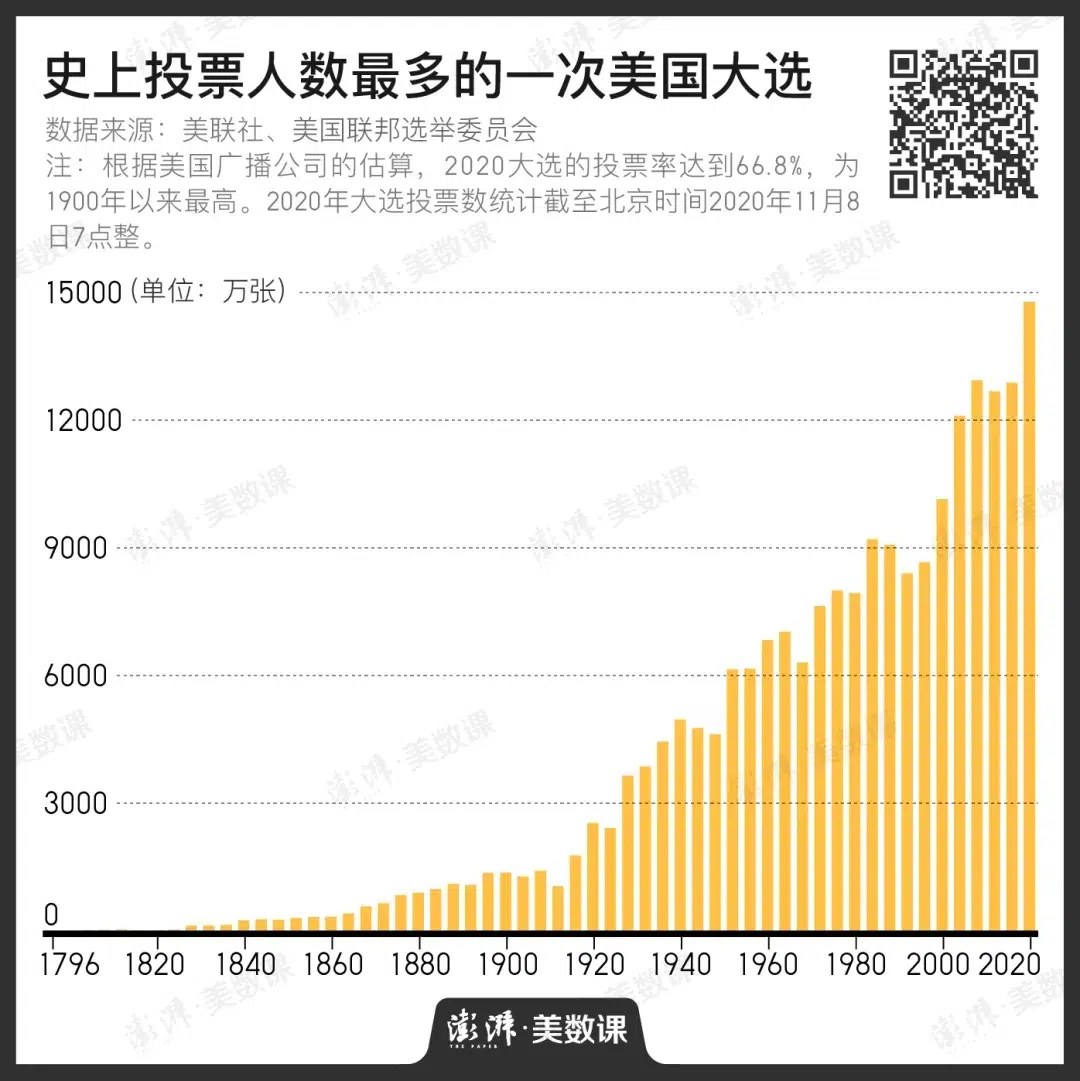 史上投票人数最多的一次美国大选
数据来源：美联社、美国联邦选举委员会
注：根据美国广播公司的估算，2020大选的投票率达到66.8%，为
1900年以来最高。2020年大选投票数统计截至北京时间2020年11月8
日7点整。
15000（单位：万张）
12000
9000
6000
3000
0
1796 1820 1840 1860 1880 1900 1920 1940 1960 1980 2000 2020
澎湃·美数课
THE PAPER